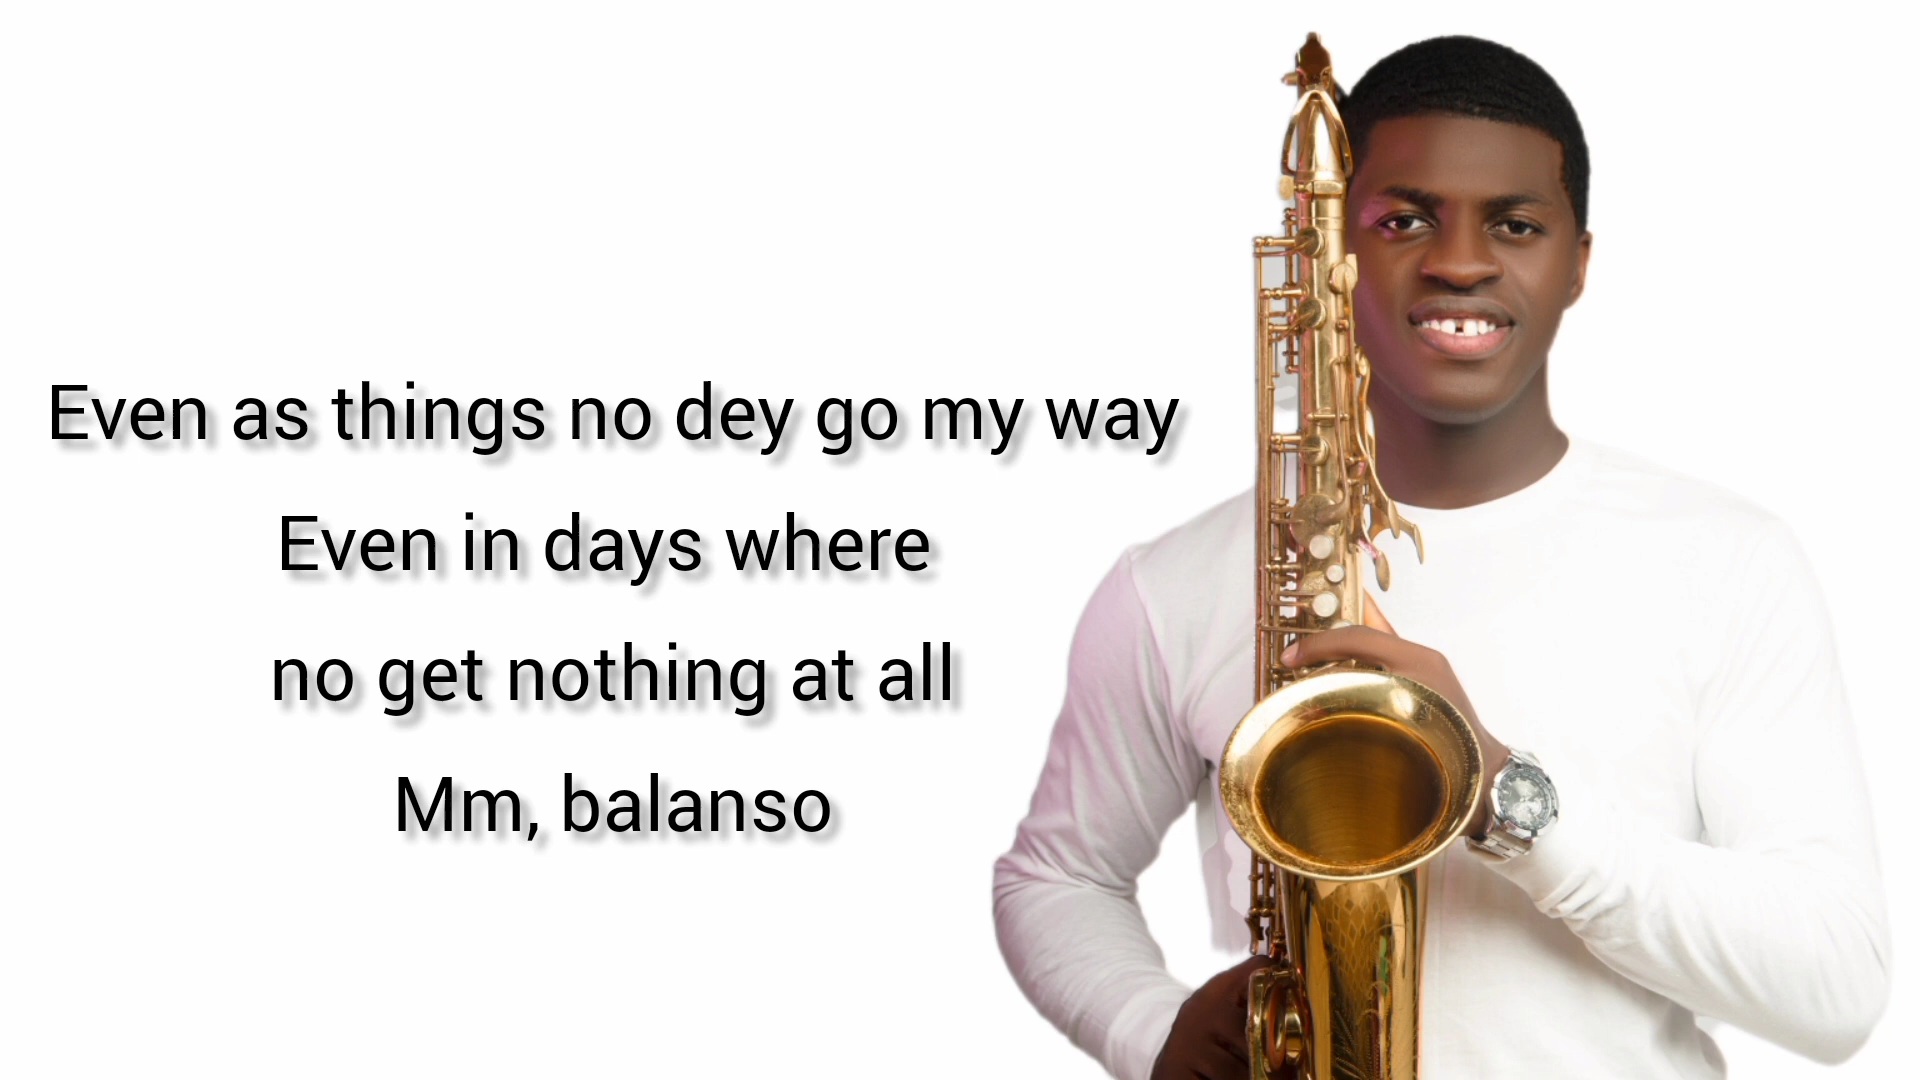 Even as things no dey go my way
Even in days where
no get nothing at all
Mm, balanso